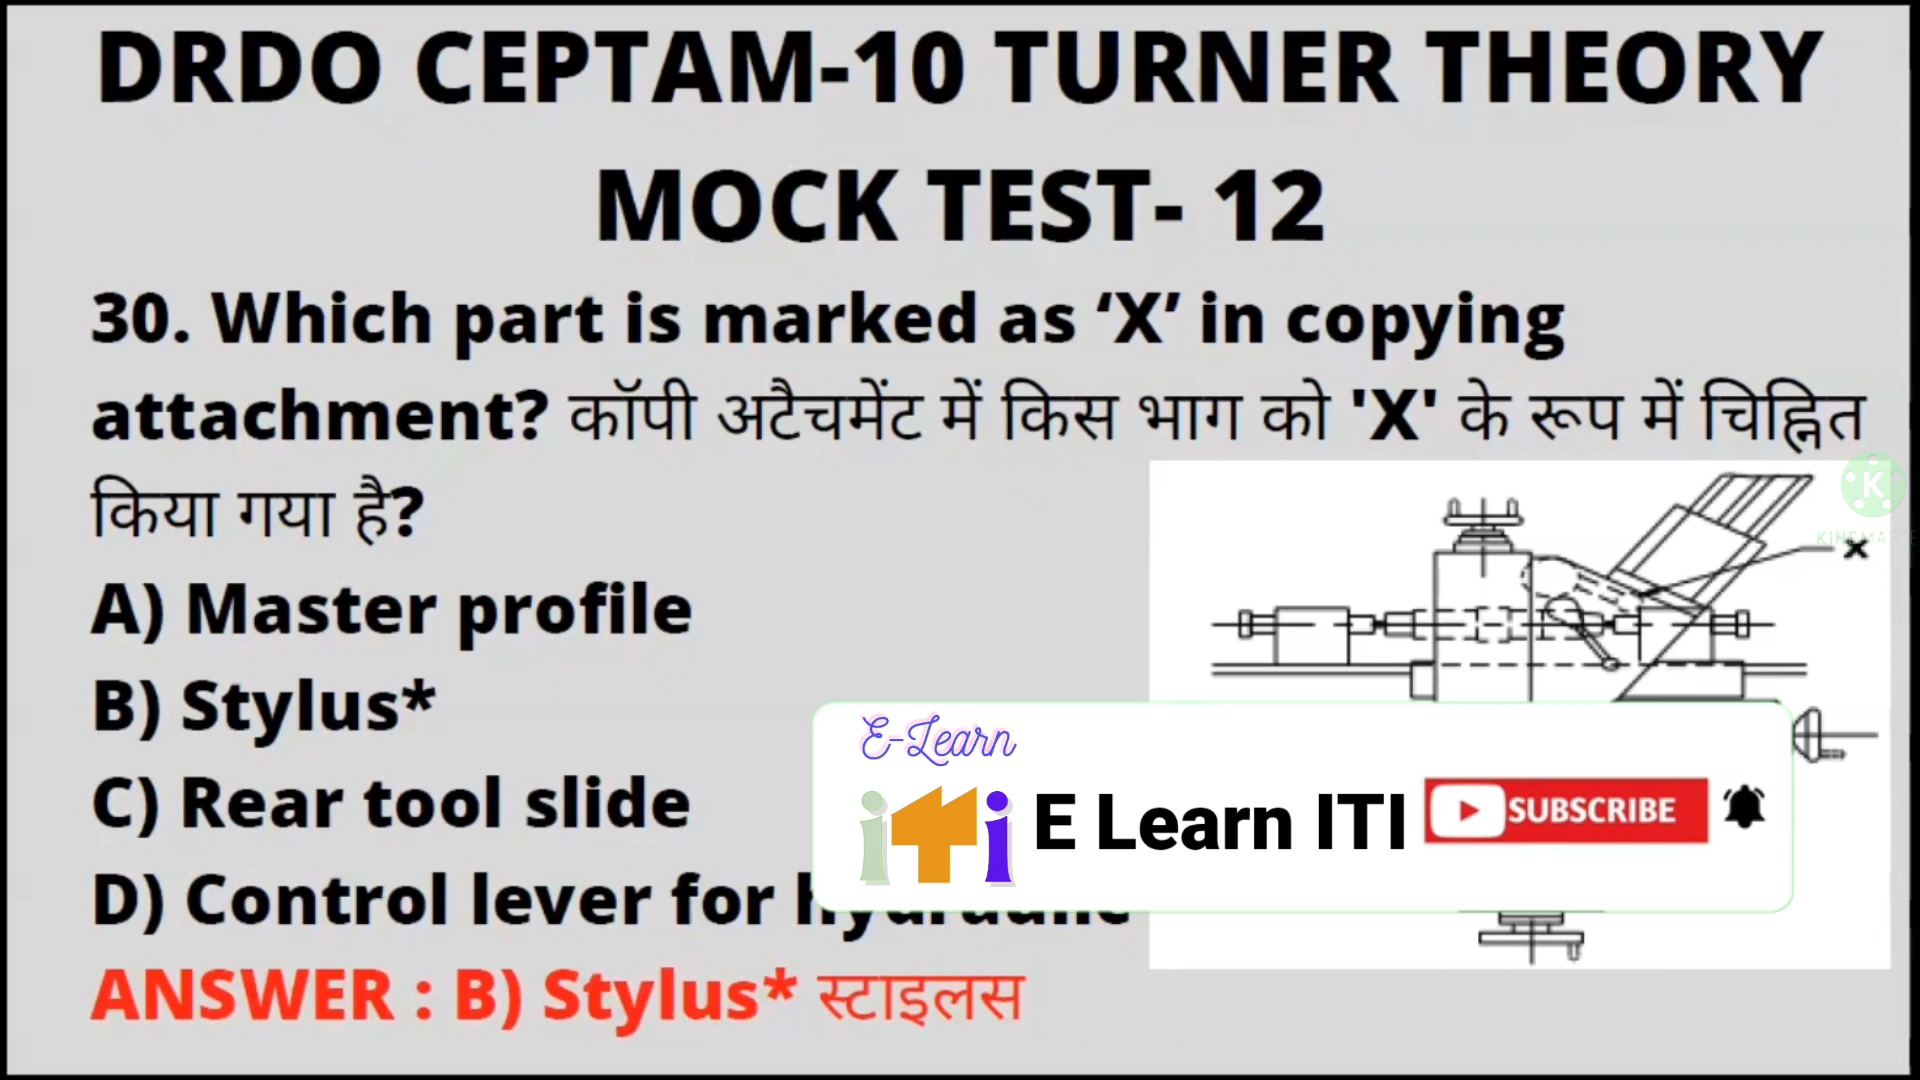 DRDO CEPTAM-10 TURNER THEORY
MOCK TEST- 12
30. Which part is marked as ‘X’ in copying
attachment? कॉपी अटैचमेंट में किस भाग को 'X' के रूप में चिह्नित
किया गया है?
A) Master profile
B) Stylus*
C) Rear tool slide
D) Control lever for
ANSWER : B) Stylus* स्टाइलस
X
K
E-Learn
iTi
E Learn ITI
SUBSCRIBE